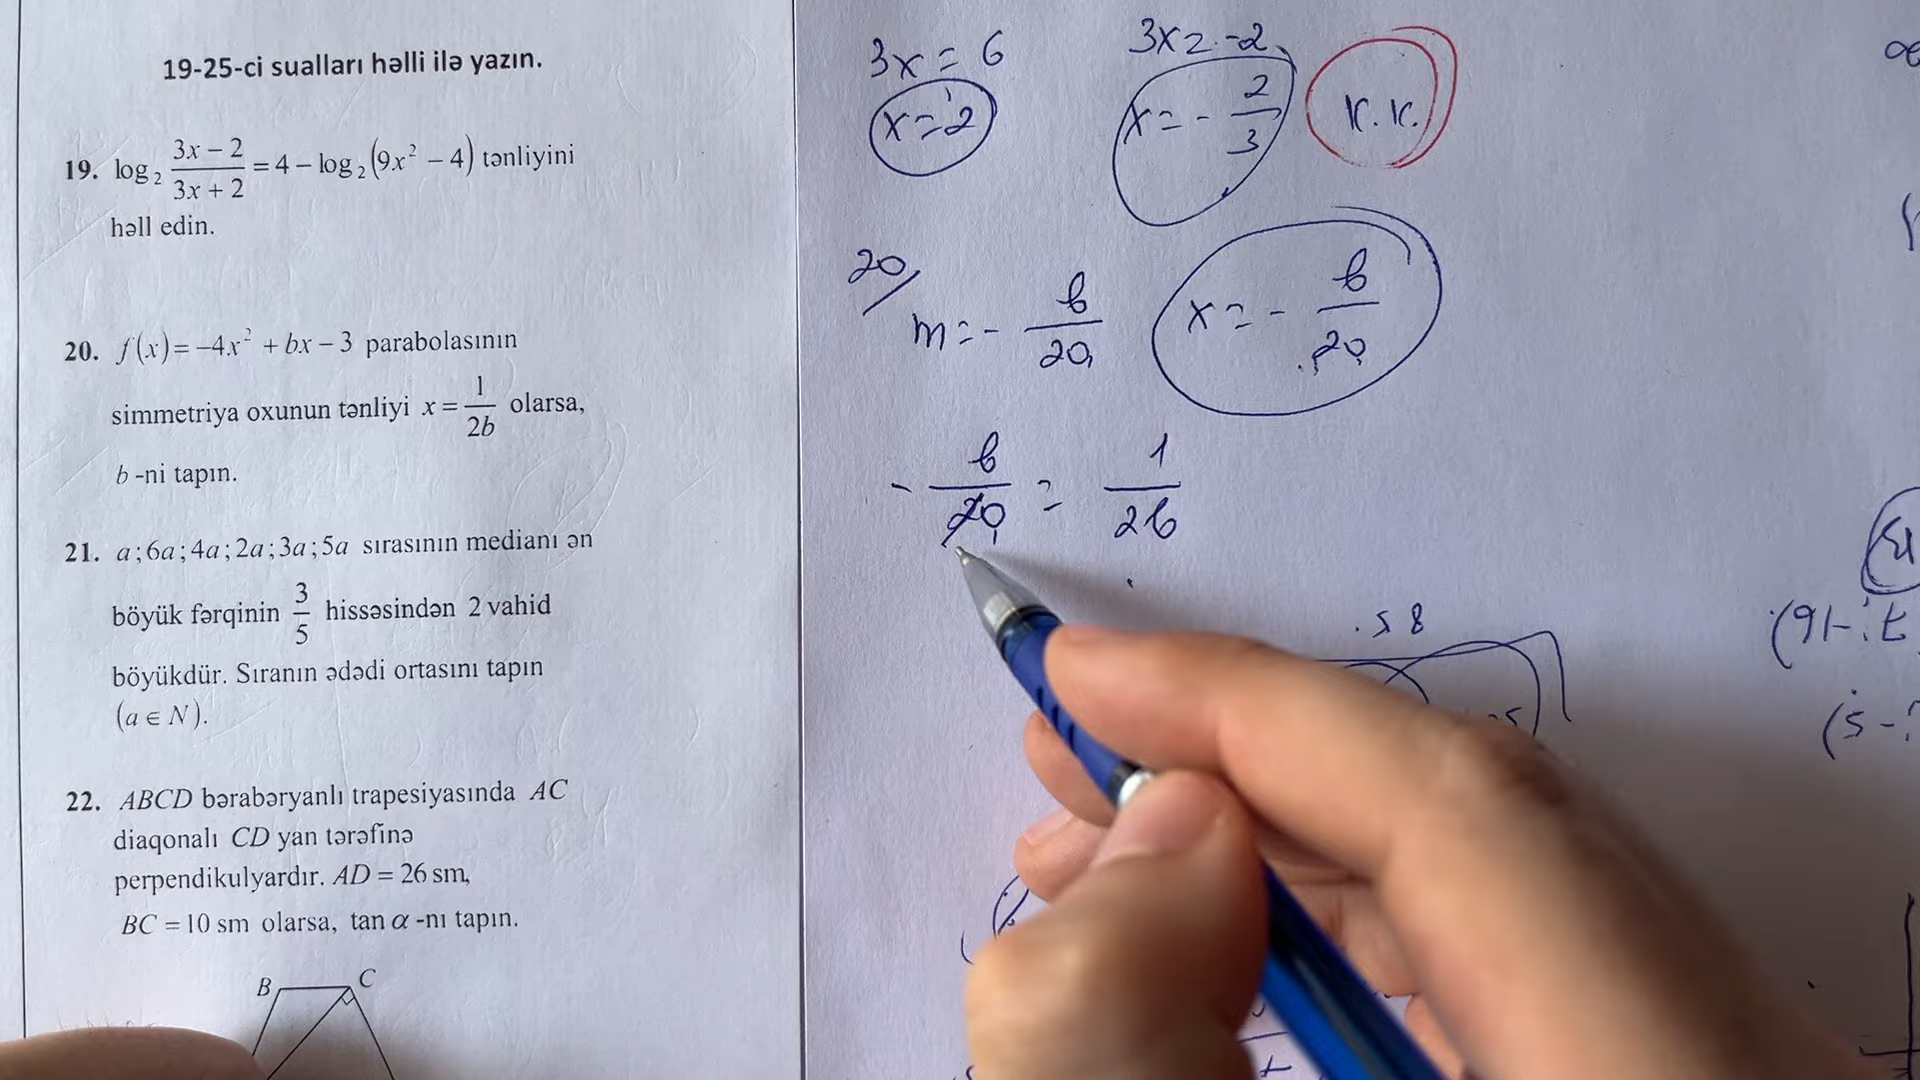 19-25-ci sualları həlli ilə yazın.
19. log₂ (3x − 2)/(3x + 2) = 4 − log₂(9x² − 4) tənliyini
həll edin.
20. f(x) = −4x² + bx − 3 parabolasının
simmetriya oxunun tənliyi x = 1/(2b) olarsa,
b -ni tapın.
21. a; 6a; 4a; 2a; 3a; 5a sırasının medianı ən
böyük fərqinin 3/5 hissəsindən 2 vahid
böyükdür. Sıranın ədədi ortasını tapın
(a ∈ N).
22. ABCD bərabəryanlı trapesiyasında AC
diaqonalı CD yan tərəfinə
perpendikulyardır. AD = 26 sm,
BC = 10 sm olarsa, tan α -nı tapın.
B C
3x = 6 3x = -2
x = 2 x = - 2/3 K.K.
20/
m = - b/2a x = - b/2a
- b/2a = 1/2b